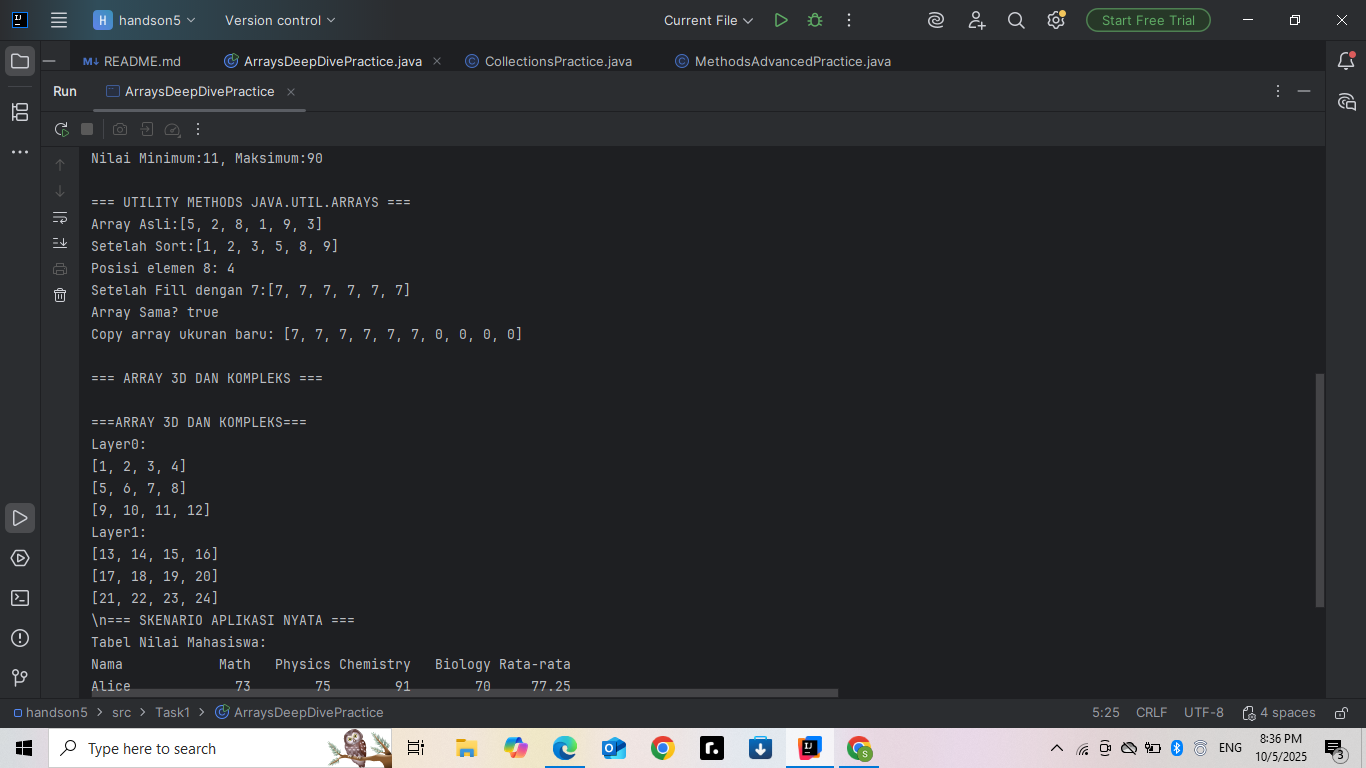 H handson5 Version control Current File Start Free Trial
README.md ArraysDeepDivePractice.java CollectionsPractice.java MethodsAdvancedPractice.java
Run ArraysDeepDivePractice
Nilai Minimum:11, Maksimum:90
=== UTILITY METHODS JAVA.UTIL.ARRAYS ===
Array Asli:[5, 2, 8, 1, 9, 3]
Setelah Sort:[1, 2, 3, 5, 8, 9]
Posisi elemen 8: 4
Setelah Fill dengan 7:[7, 7, 7, 7, 7, 7]
Array Sama? true
Copy array ukuran baru: [7, 7, 7, 7, 7, 7, 0, 0, 0, 0]
=== ARRAY 3D DAN KOMPLEKS ===
===ARRAY 3D DAN KOMPLEKS===
Layer0:
[1, 2, 3, 4]
[5, 6, 7, 8]
[9, 10, 11, 12]
Layer1:
[13, 14, 15, 16]
[17, 18, 19, 20]
[21, 22, 23, 24]
\n=== SKENARIO APLIKASI NYATA ===
Tabel Nilai Mahasiswa:
Nama Math Physics Chemistry Biology Rata-rata
Alice 73 75 91 70 77.25
handson5 > src > Task1 > ArraysDeepDivePractice 5:25 CRLF UTF-8 4 spaces
Type here to search ENG 8:36 PM
10/5/2025 3